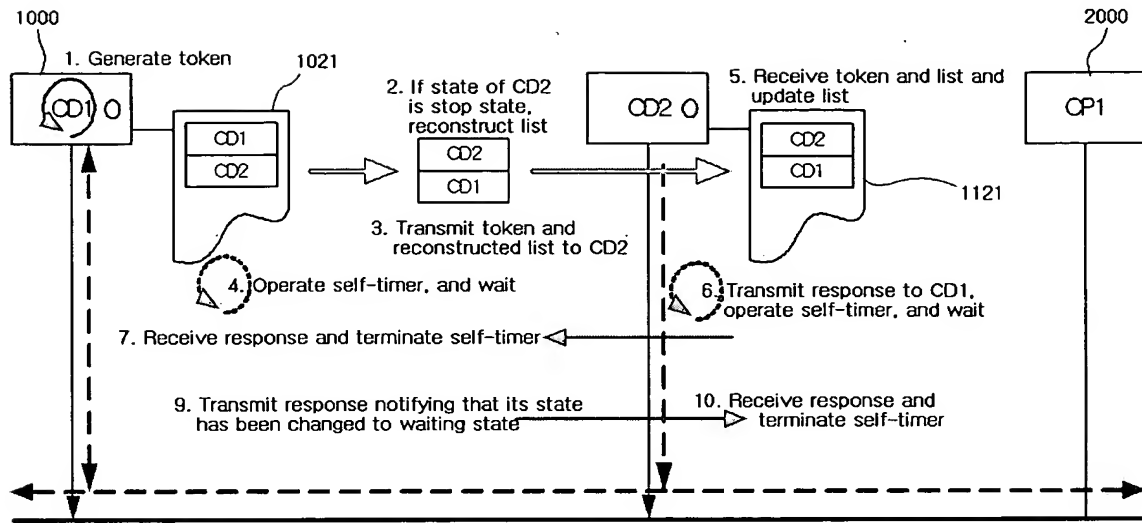 1000
1. Generate token
CD1
1021
CD1
CD2
2. If state of CD2
is stop state,
reconstruct list
CD2
CD1
3. Transmit token and
reconstructed list to CD2
4. Operate self-timer, and wait
CD2
5. Receive token and list and
update list
CD2
CD1
1121
2000
CP1
6. Transmit response to CD1,
operate self-timer, and wait
7. Receive response and terminate self-timer
9. Transmit response notifying that its state
has been changed to waiting state
10. Receive response and
terminate self-timer